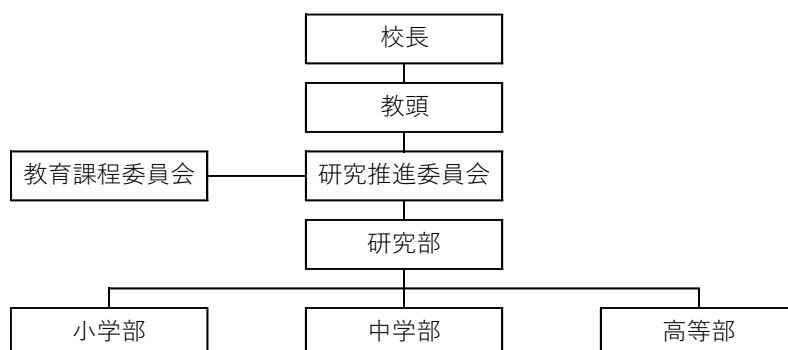 校長
教頭
教育課程委員会
研究推進委員会
研究部
小学部
中学部
高等部